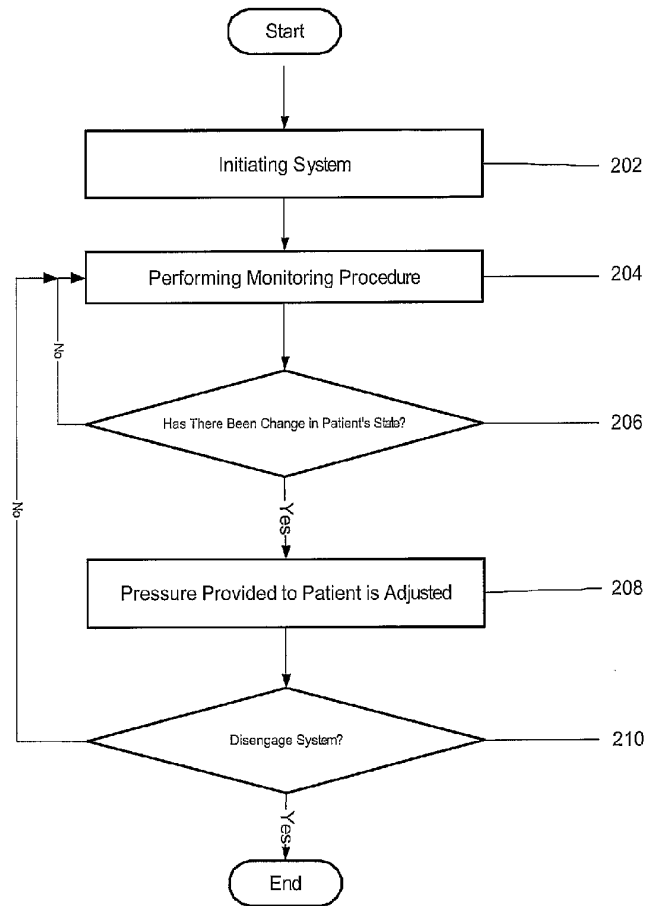 Start
Initiating System
202
Performing Monitoring Procedure
204
No
Has There Been Change in Patient's State?
206
Yes
No
Pressure Provided to Patient is Adjusted
208
Disengage System?
210
Yes
End